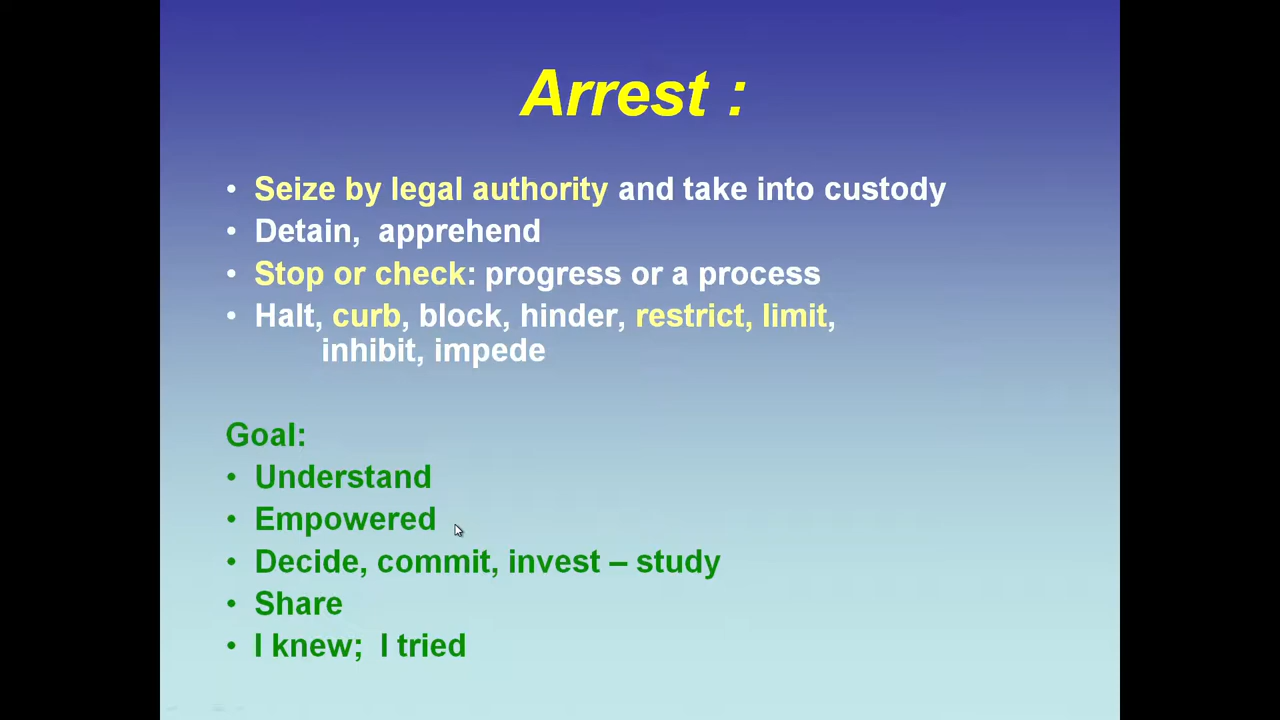 Arrest :
• Seize by legal authority and take into custody
• Detain, apprehend
• Stop or check: progress or a process
• Halt, curb, block, hinder, restrict, limit,
inhibit, impede
Goal:
• Understand
• Empowered
• Decide, commit, invest – study
• Share
• I knew; I tried